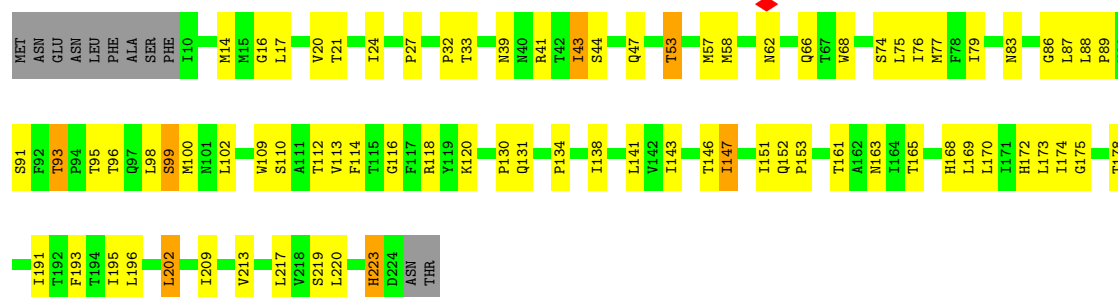 MET ASN GLU ASN LEU PHE ALA SER PHE I10 M14 M15 G16 L17 V20 T21 I24 P27 P32 T33 N39 N40 R41 T42 I43 S44 Q47 T53 M57 M58 N62 Q66 T67 W68 S74 L75 I76 M77 F78 I79 N83 G86 L87 L88 P89
S91 F92 T93 P94 T95 T96 Q97 L98 S99 M100 N101 L102 W109 S110 A111 T112 V113 F114 T115 G116 F117 R118 Y119 K120 P130 Q131 P134 I138 L141 V142 I143 T146 I147 I151 Q152 P153 T161 A162 N163 I164 T165 H168 L169 L170 I171 H172 L173 I174 G175 T178
I191 T192 F193 T194 I195 L196 L202 I209 V213 L217 V218 S219 L220 H223 D224 ASN THR